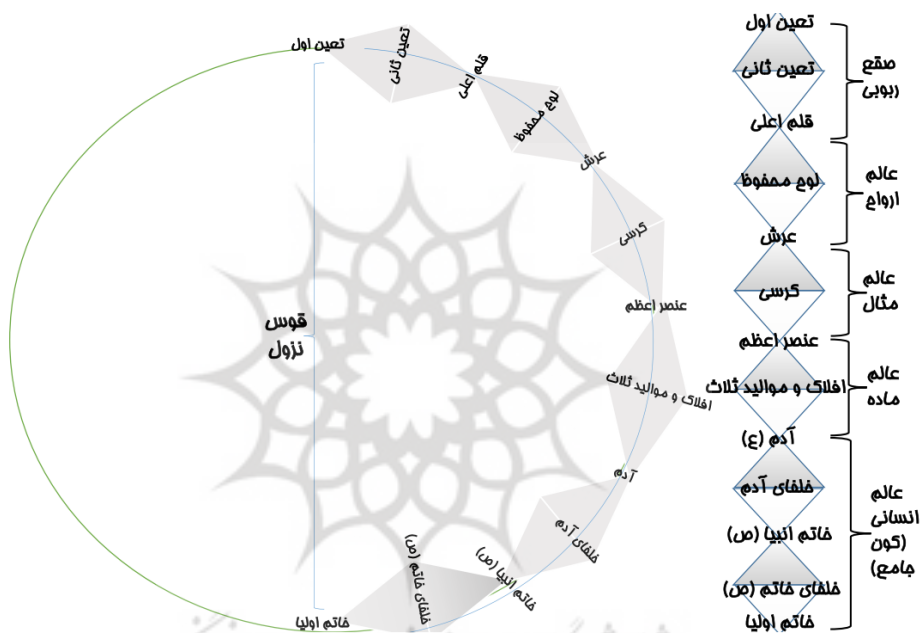 تعین اول
تعین ثانی
قلم اعلی
لوح محفوظ
عرش
کرسی
عنصر اعظم
افلاک و موالید ثلاث
آدم (ع)
خلفای آدم
خاتم انبیا (ص)
خلفای خاتم (ص)
خاتم اولیا
صقع
ربوبی
عالم
ارواح
عالم
مثال
عالم
ماده
عالم
انسانی
(کون
جامع)
تعین اول
تعین ثانی
قلم اعلی
لوح محفوظ
عرش
کرسی
عنصر اعظم
افلاک و موالید ثلاث
آدم
خلفای آدم
خاتم انبیا (ص)
خلفای خاتم (ص)
خاتم اولیا
قوس
نزول